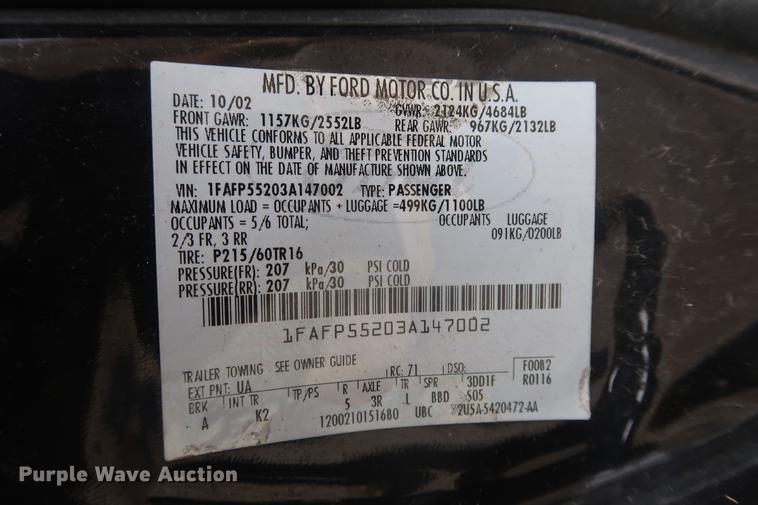 MFD. BY FORD MOTOR CO. IN U.S.A.
DATE: 10/02 GVWR: 2124KG/4684LB
FRONT GAWR: 1157KG/2552LB REAR GAWR: 967KG/2132LB
THIS VEHICLE CONFORMS TO ALL APPLICABLE FEDERAL MOTOR
VEHICLE SAFETY, BUMPER, AND THEFT PREVENTION STANDARDS
IN EFFECT ON THE DATE OF MANUFACTURE SHOWN ABOVE.
VIN: 1FAFP55203A147002 TYPE: PASSENGER
MAXIMUM LOAD = OCCUPANTS + LUGGAGE =499KG/1100LB
OCCUPANTS = 5/6 TOTAL; OCCUPANTS LUGGAGE
2/3 FR, 3 RR 091KG/0200LB
TIRE: P215/60TR16
PRESSURE(FR): 207 kPa/30 PSI COLD
PRESSURE(RR): 207 kPa/30 PSI COLD
1FAFP55203A147002
TRAILER TOWING - SEE OWNER GUIDE
EXT PNT: UA RC: 71 DSO: F0082
BRK INT TR TP/PS R AXLE TR SPR 3DD1F R0116
A K2 5 3R L BBD S05
1200210151680 UBC 2U5A-5420472-AA
Purple Wave Auction